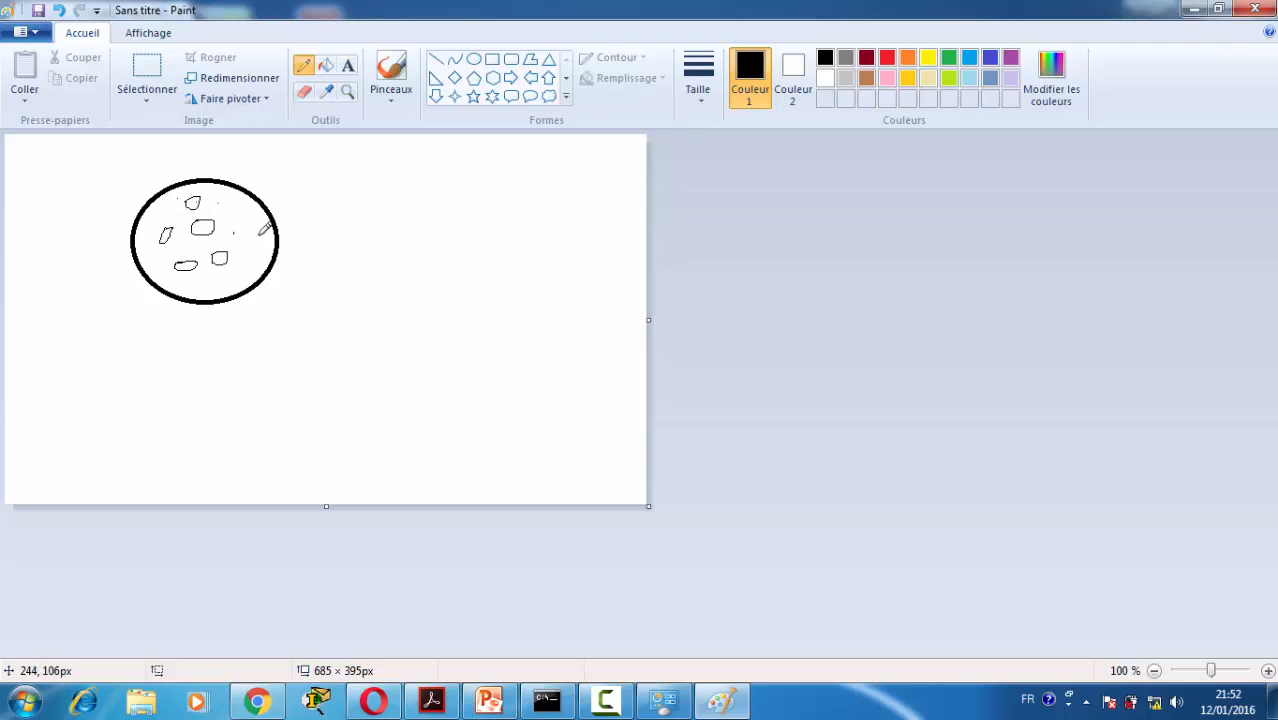 Sans titre - Paint
Accueil
Affichage
Coller
Couper
Copier
Presse-papiers
Sélectionner
Rogner
Redimensionner
Faire pivoter
Image
A
Outils
Pinceaux
Contour
Remplissage
Formes
Taille
Couleur
1
Couleur
2
Modifier les
couleurs
Couleurs
244, 106px
685 × 395px
100 %
FR
21:52
12/01/2016